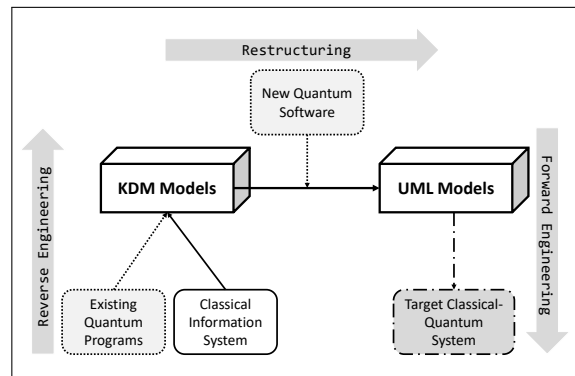 Restructuring
New Quantum
Software
Reverse Engineering
KDM Models
UML Models
Forward Engineering
Existing
Quantum
Programs
Classical
Information
System
Target Classical-
Quantum
System